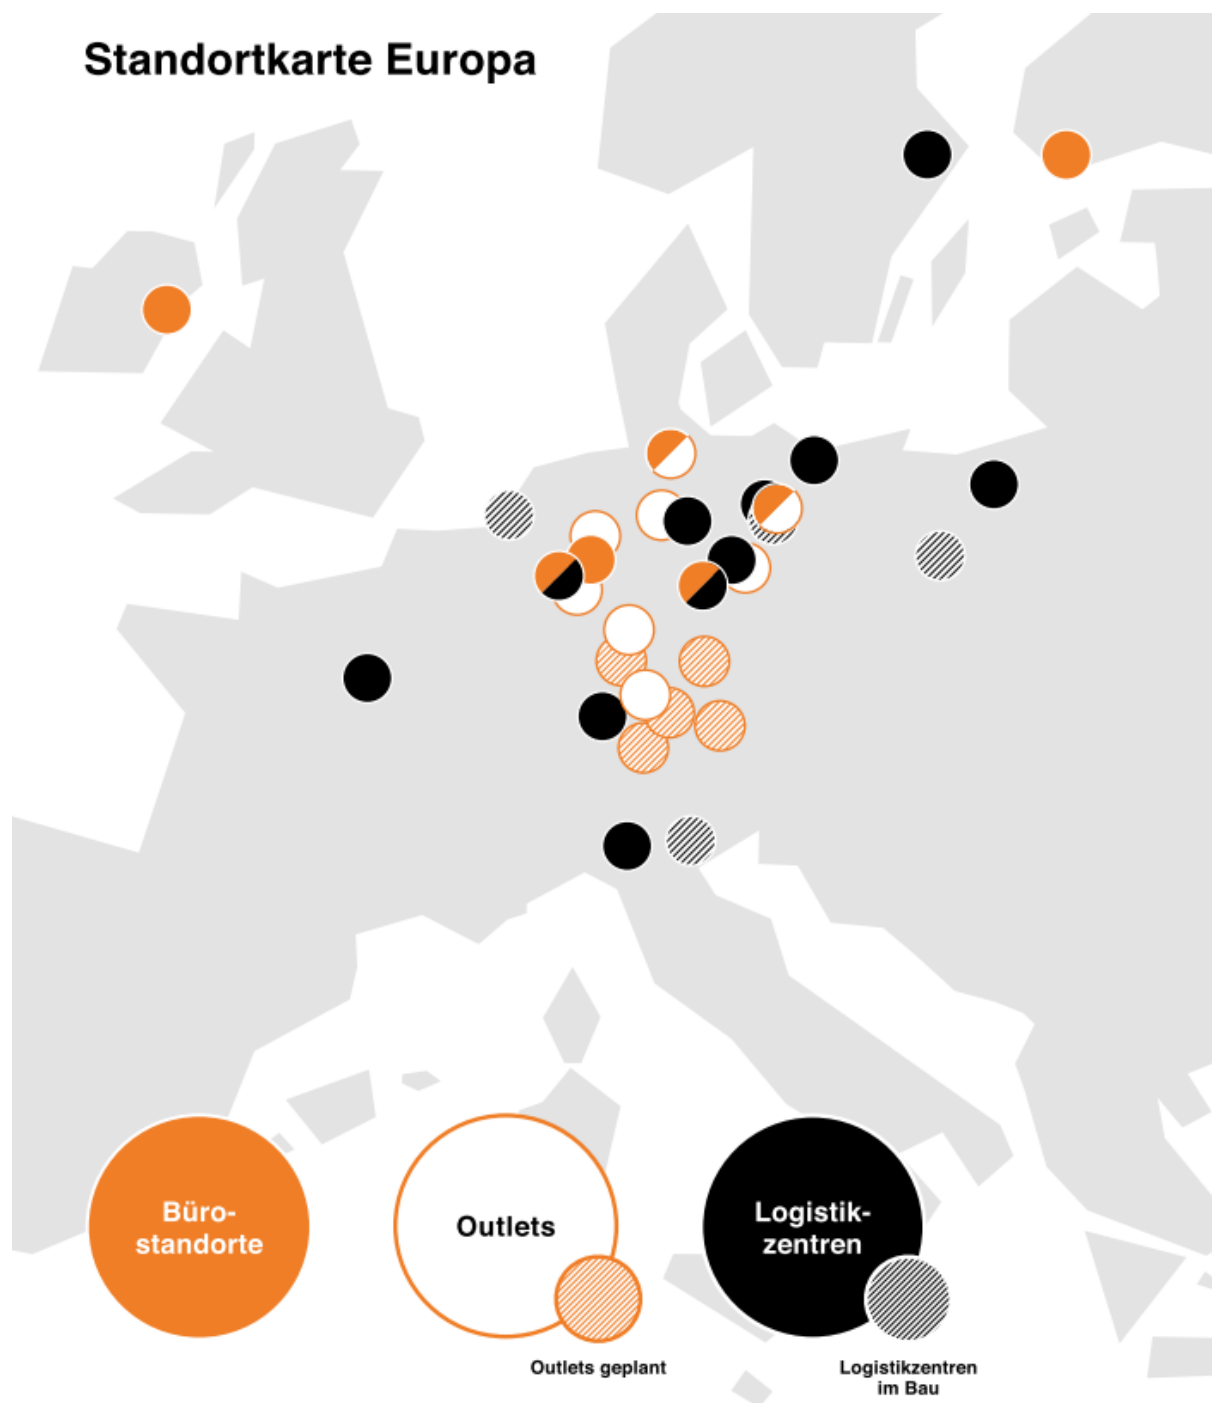 Standortkarte Europa
Büro-
standorte
Outlets
Logistik-
zentren
Outlets geplant
Logistikzentren
im Bau